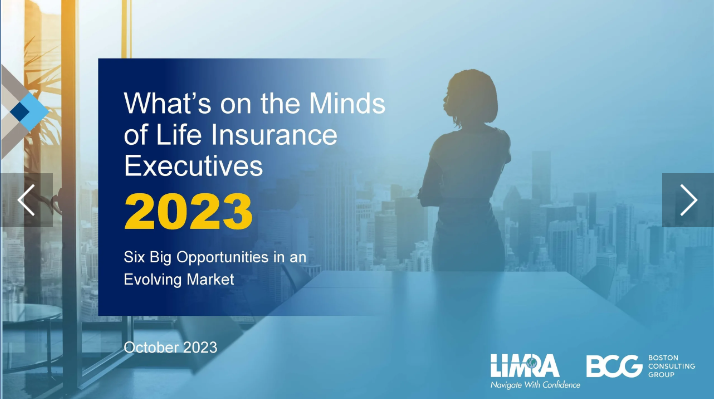 What's on the Minds
of Life Insurance
Executives
2023
Six Big Opportunities in an
Evolving Market
October 2023
LIMRA
Navigate With Confidence
BCG
BOSTON
CONSULTING
GROUP